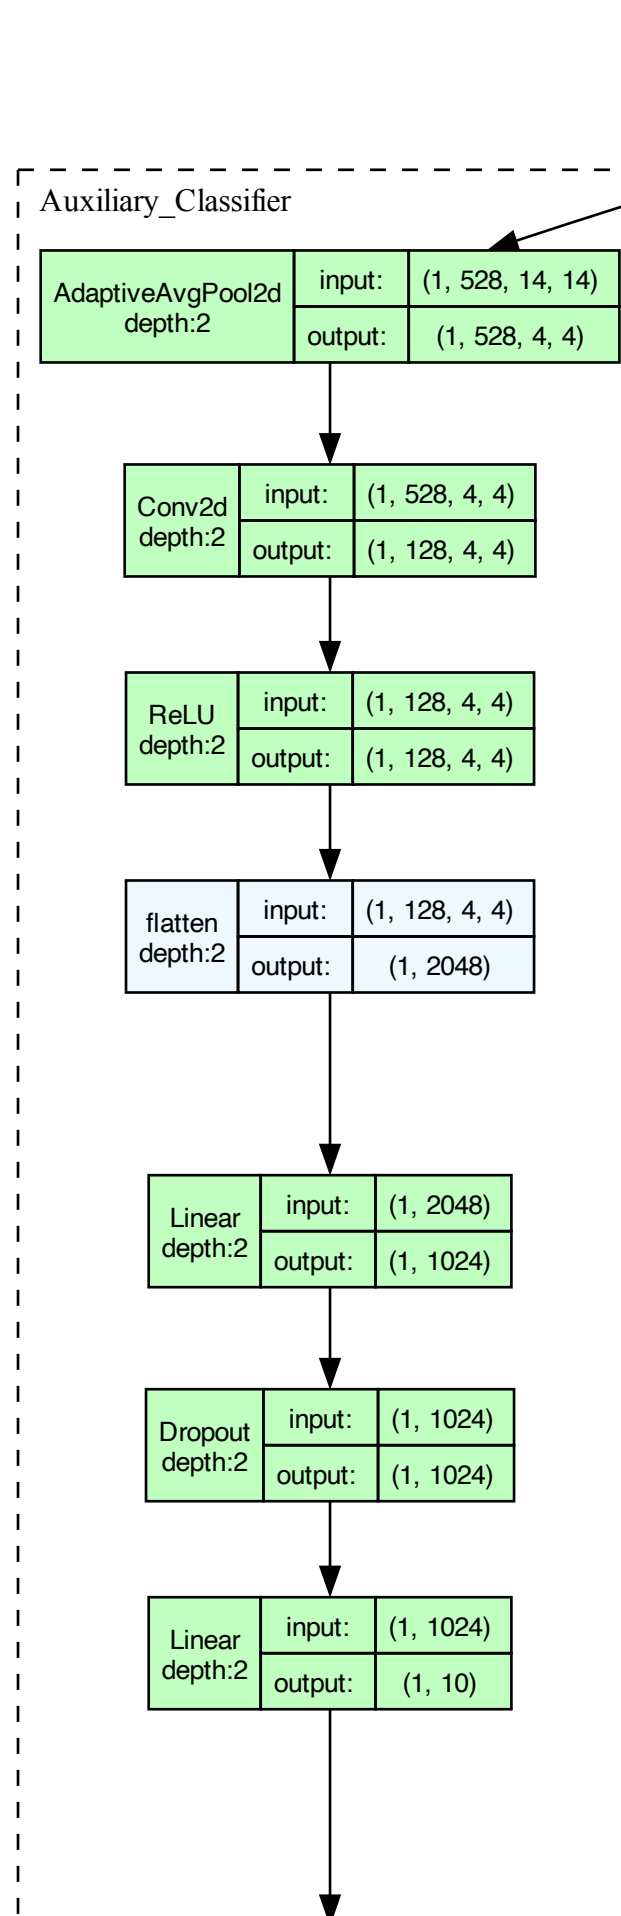 Auxiliary_Classifier
AdaptiveAvgPool2d
depth:2
input:
(1, 528, 14, 14)
output:
(1, 528, 4, 4)
Conv2d
depth:2
input:
(1, 528, 4, 4)
output:
(1, 128, 4, 4)
ReLU
depth:2
input:
(1, 128, 4, 4)
output:
(1, 128, 4, 4)
flatten
depth:2
input:
(1, 128, 4, 4)
output:
(1, 2048)
Linear
depth:2
input:
(1, 2048)
output:
(1, 1024)
Dropout
depth:2
input:
(1, 1024)
output:
(1, 1024)
Linear
depth:2
input:
(1, 1024)
output:
(1, 10)